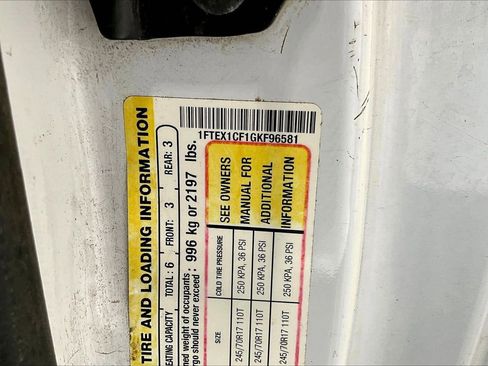 1FTEX1CF1GKF96581
TIRE AND LOADING INFORMATION
EATING CAPACITY TOTAL : 6 FRONT: 3 REAR: 3
ned weight of occupants
rgo should never exceed : 996 kg or 2197 lbs.
SIZE COLD TIRE PRESSURE SEE OWNERS
MANUAL FOR
ADDITIONAL
INFORMATION
245/70R17 110T 250 KPA, 36 PSI
245/70R17 110T 250 KPA, 36 PSI
245/70R17 110T 250 KPA, 36 PSI